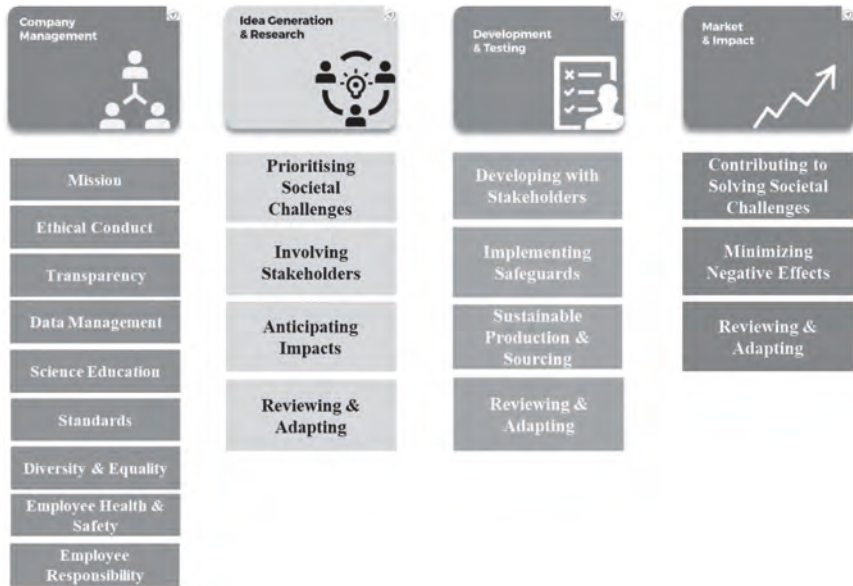 Company
Management
Mission
Ethical Conduct
Transparency
Data Management
Science Education
Standards
Diversity & Equality
Employee Health &
Safety
Employee
Responsibility
Idea Generation
& Research
Prioritising
Societal
Challenges
Involving
Stakeholders
Anticipating
Impacts
Reviewing &
Adapting
Development
& Testing
Developing with
Stakeholders
Implementing
Safeguards
Sustainable
Production &
Sourcing
Reviewing &
Adapting
Market
& Impact
Contributing to
Solving Societal
Challenges
Minimizing
Negative Effects
Reviewing &
Adapting